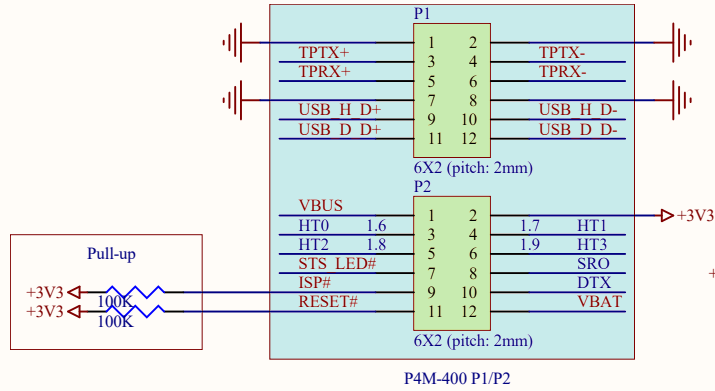 P1
1 2
TPTX+ 3 4 TPTX-
TPRX+ 5 6 TPRX-
7 8
USB_H_D+ 9 10 USB_H_D-
USB_D_D+ 11 12 USB_D_D-
6X2 (pitch: 2mm)
P2
VBUS 1 2 +3V3
HT0 1.6 3 4 1.7 HT1
HT2 1.8 5 6 1.9 HT3
STS_LED# 7 8 SRO
Pull-up
+3V3 100K ISP# 9 10 DTX
+3V3 100K RESET# 11 12 VBAT
6X2 (pitch: 2mm)
P4M-400 P1/P2